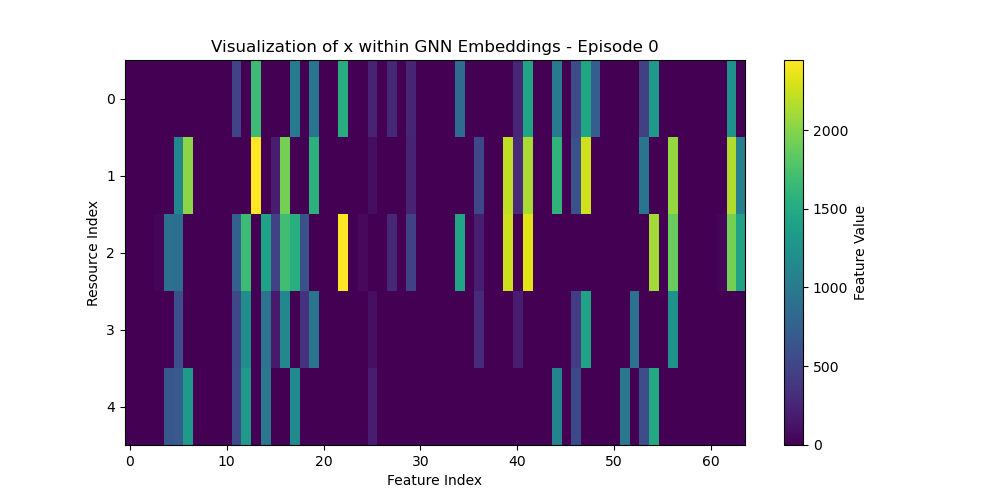 Visualization of x within GNN Embeddings - Episode 0
Resource Index
0
1
2
3
4
0 10 20 30 40 50 60
Feature Index
2000
1500
1000
500
0
Feature Value